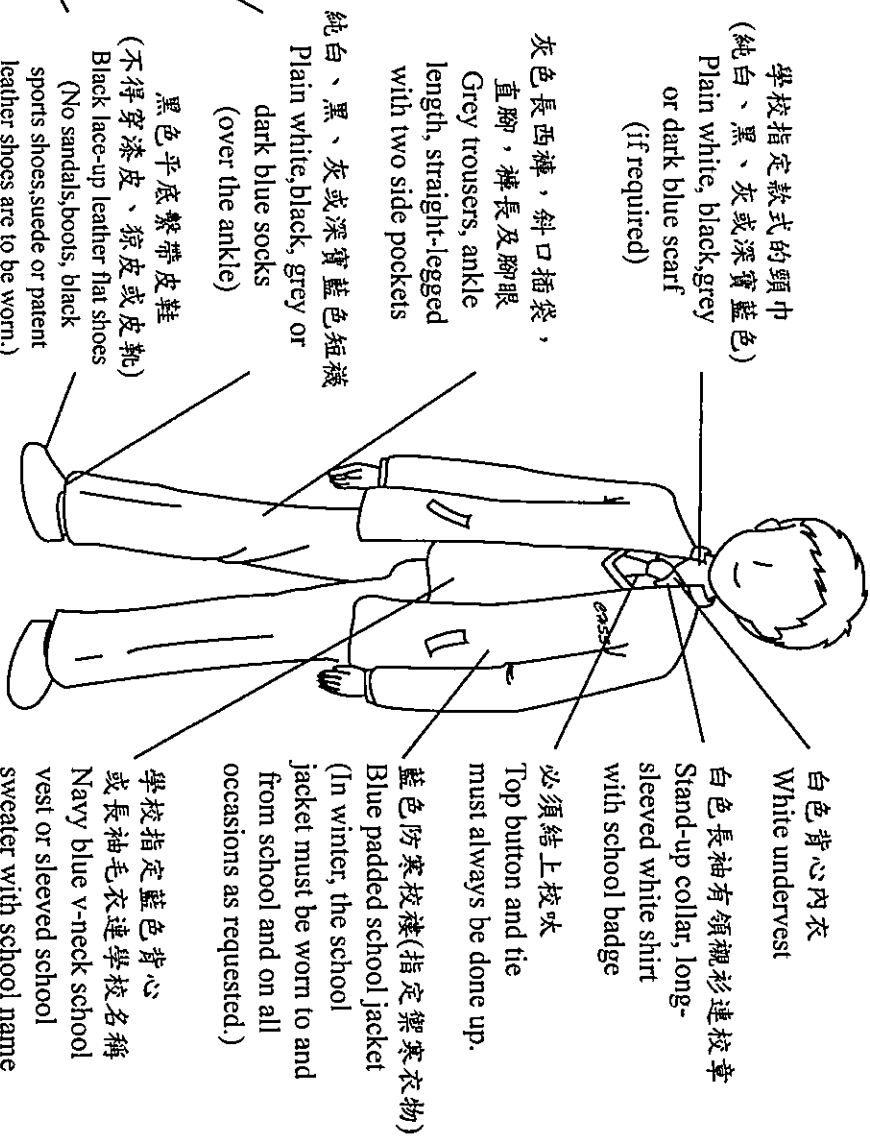 學校指定款式的頸巾
(純白、黑、灰或深寶藍色)
Plain white, black,grey
or dark blue scarf
(if required)
灰色長西褲，斜口插袋，
直腳，褲長及腳眼
Grey trousers, ankle
length, straight-legged
with two side pockets
純白、黑、灰或深寶藍色短襪
Plain white,black, grey or
dark blue socks
(over the ankle)
黑色平底繫帶皮鞋
(不得穿漆皮、猄皮或皮靴)
Black lace-up leather flat shoes
(No sandals,boots, black
sports shoes,suede or patent
leather shoes are to be worn.)
白色背心內衣
White undervest
白色長袖有領襯衫連校章
Stand-up collar, long-
sleeved white shirt
with school badge
必須結上校呔
Top button and tie
must always be done up.
藍色防寒校褸(指定禦寒衣物)
Blue padded school jacket
(In winter, the school
jacket must be worn to and
from school and on all
occasions as requested.)
學校指定藍色背心
或長袖毛衣連學校名稱
Navy blue v-neck school
vest or sleeved school
sweater with school name